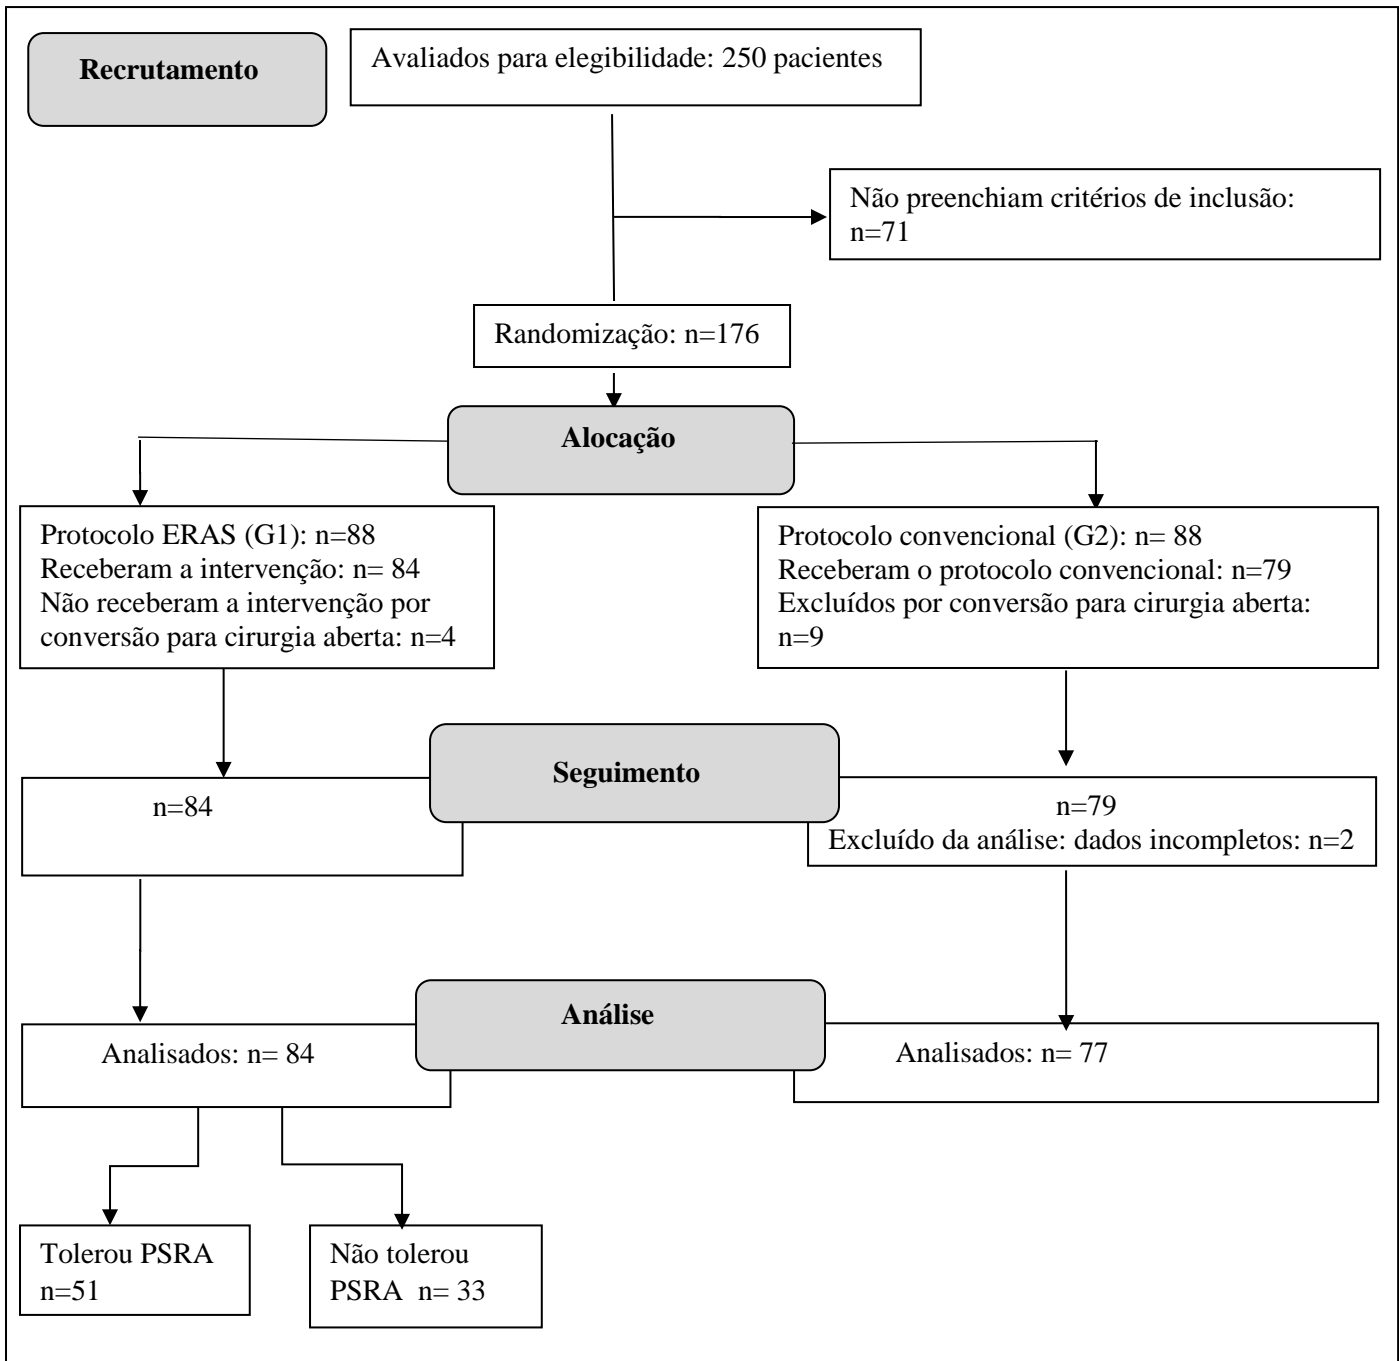 Recrutamento
Avaliados para elegibilidade: 250 pacientes
Não preenchiam critérios de inclusão:
n=71
Randomização: n=176
Alocação
Protocolo ERAS (G1): n=88
Receberam a intervenção: n= 84
Não receberam a intervenção por
conversão para cirurgia aberta: n=4
Protocolo convencional (G2): n= 88
Receberam o protocolo convencional: n=79
Excluídos por conversão para cirurgia aberta:
n=9
Seguimento
n=84
n=79
Excluído da análise: dados incompletos: n=2
Análise
Analisados: n= 84
Analisados: n= 77
Tolerou PSRA
n=51
Não tolerou
PSRA  n= 33